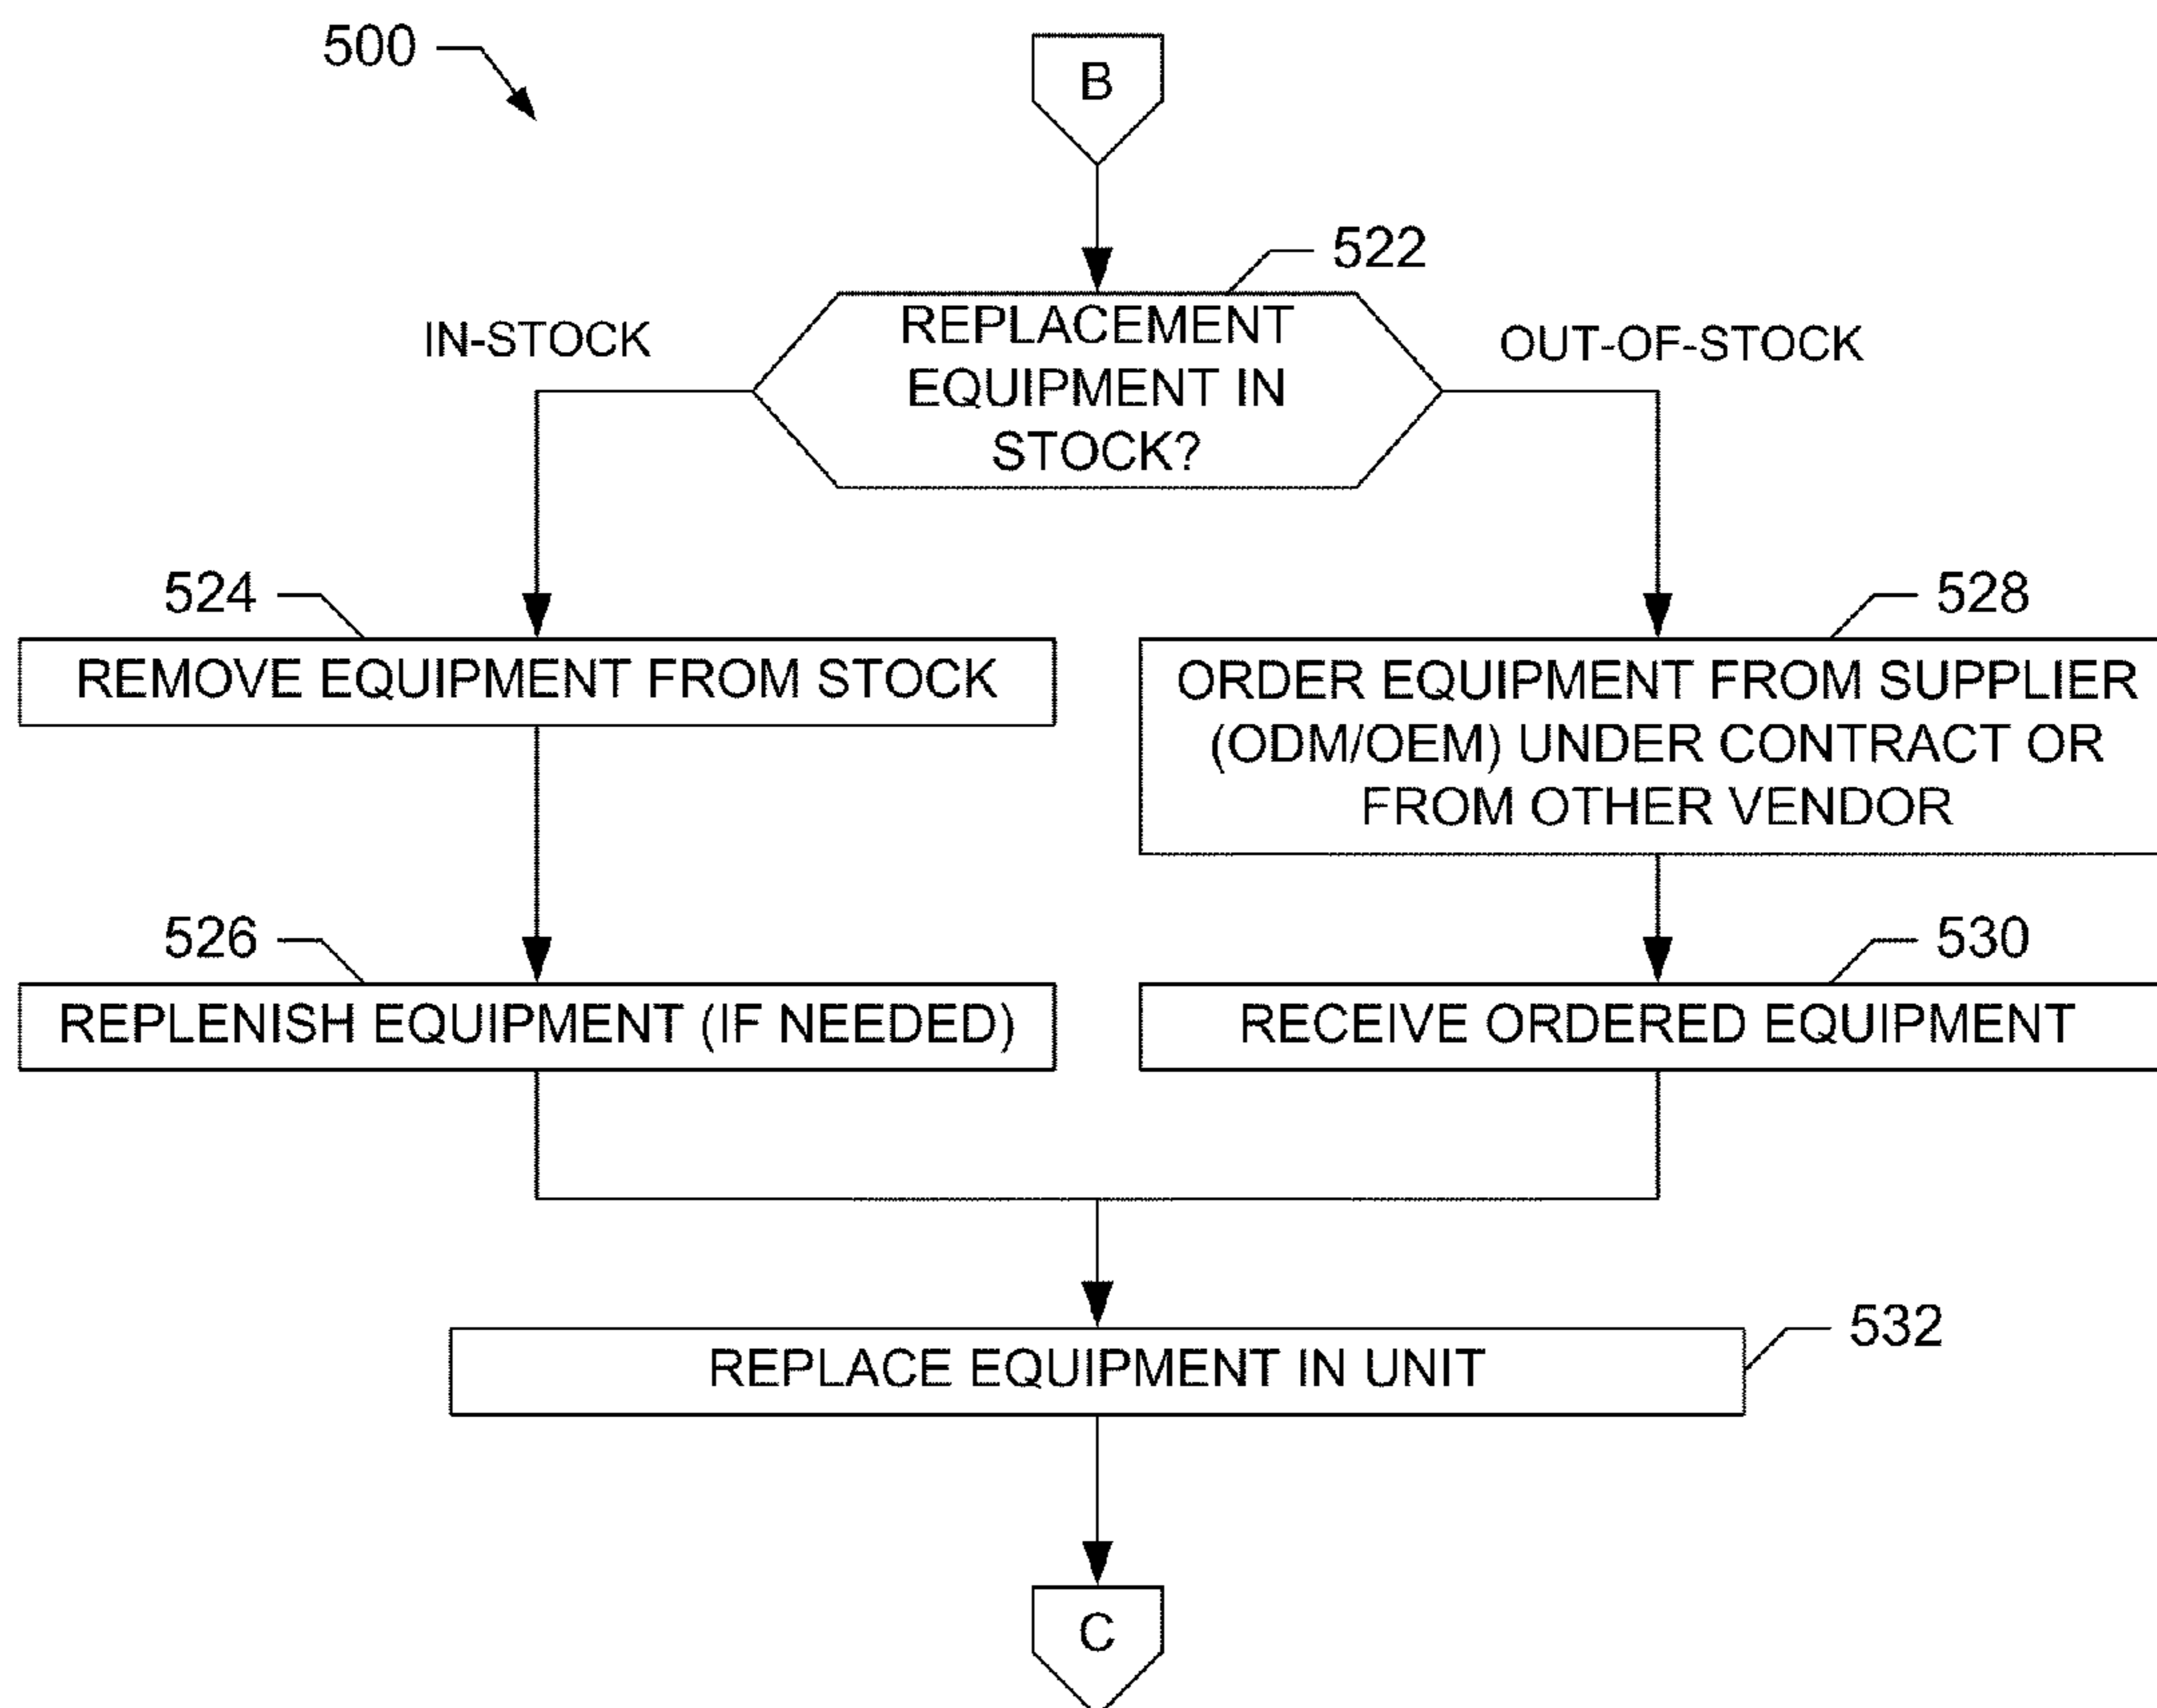 500
B
522
IN-STOCK
REPLACEMENT
EQUIPMENT IN
STOCK?
OUT-OF-STOCK
524
REMOVE EQUIPMENT FROM STOCK
528
ORDER EQUIPMENT FROM SUPPLIER
(ODM/OEM) UNDER CONTRACT OR
FROM OTHER VENDOR
526
REPLENISH EQUIPMENT (IF NEEDED)
530
RECEIVE ORDERED EQUIPMENT
532
REPLACE EQUIPMENT IN UNIT
C